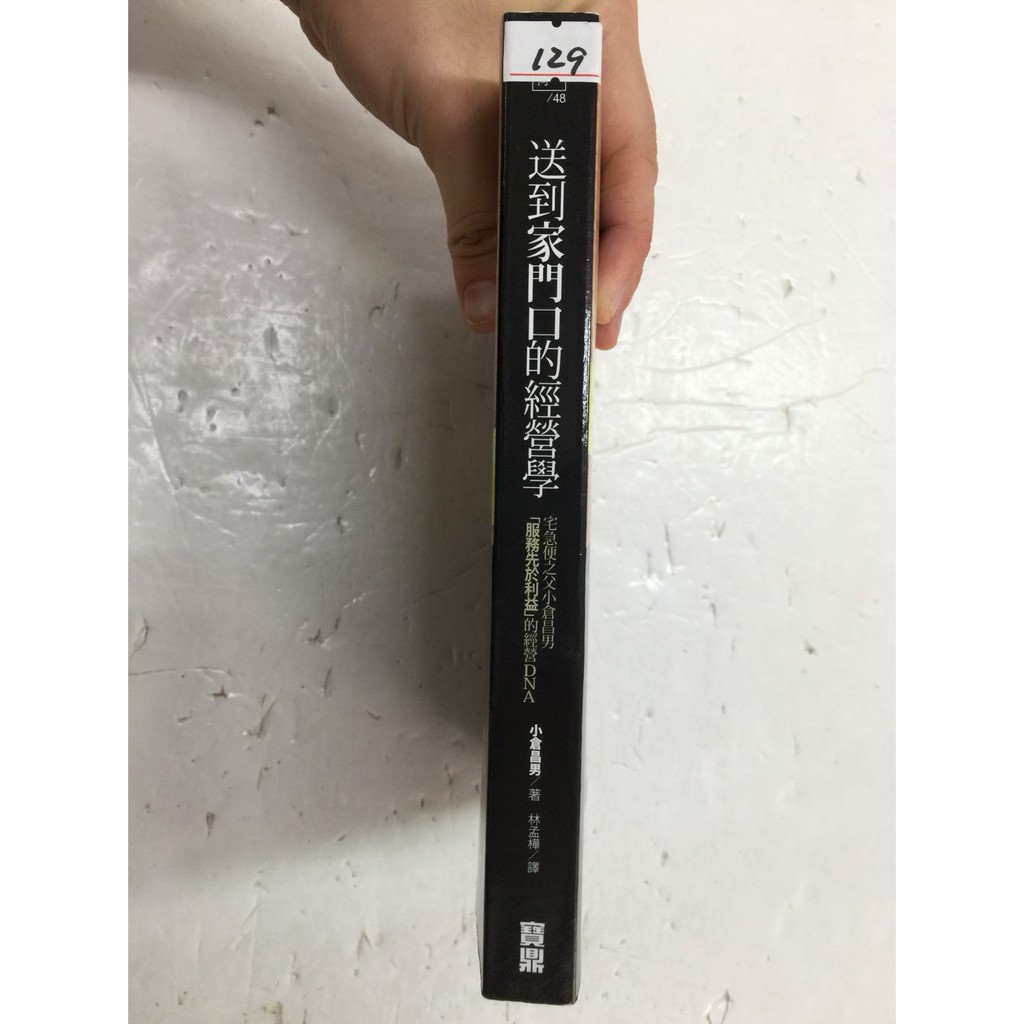 129
/48
送到家門口的經營學
宅急便之父小倉昌男
「服務先於利益」的經營DNA
小倉昌男／著 林孟樺／譯
寶鼎